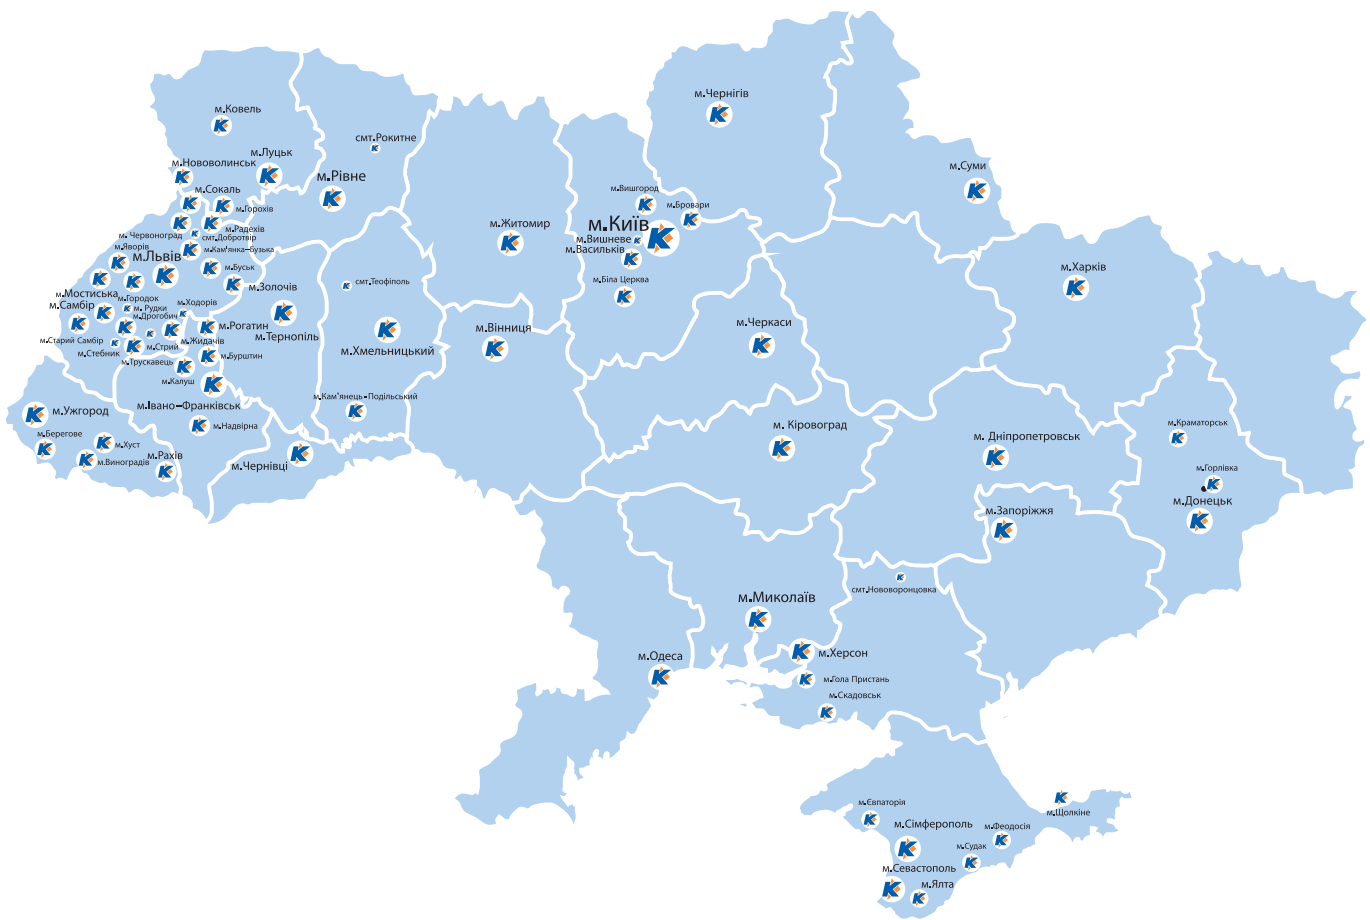 м.Чернігів
м.Ковель
смт.Рокитне
м.Луцьк
м.Нововолинськ
м.Суми
м.Рівне
м.Сокаль
м.Вишгород
м.Бровари
м.Горохів
м.Житомир
м.Київ
м.Радехів
м. Червоноград
смт.Добротвір
м.Вишневе
м.Яворів
м.Кам'янка-Бузька
м.Васильків
м.Львів
м.Буськ
м.Харків
м.Біла Церква
смт.Теофіполь
м.Золочів
м.Мостиська
м.Городок
м.Ходорів
м.Самбір
м. Рудки
м.Дрогобич
м.Рогатин
м.Черкаси
м.Вінниця
м.Тернопіль
м.Старий Самбір
м.Стрий
м.Жидачів
м.Хмельницький
м.Стебник
м.Бурштин
м.Трускавець
м.Калуш
м.Кам'янець-Подільський
м.Івано-Франківськ
м.Ужгород
м.Надвірна
м. Кіровоград
м.Краматорськ
м.Берегове
м. Дніпропетровськ
м.Хуст
м.Рахів
м.Виноградів
м.Чернівці
м.Горлівка
м.Донецьк
м.Запоріжжя
смт.Нововоронцовка
м.Миколаїв
м.Херсон
м.Одеса
м.Гола Пристань
м.Скадовськ
м.Євпаторія
м.Щолкіне
м.Сімферополь
м.Феодосія
м.Судак
м.Севастополь
м.Ялта